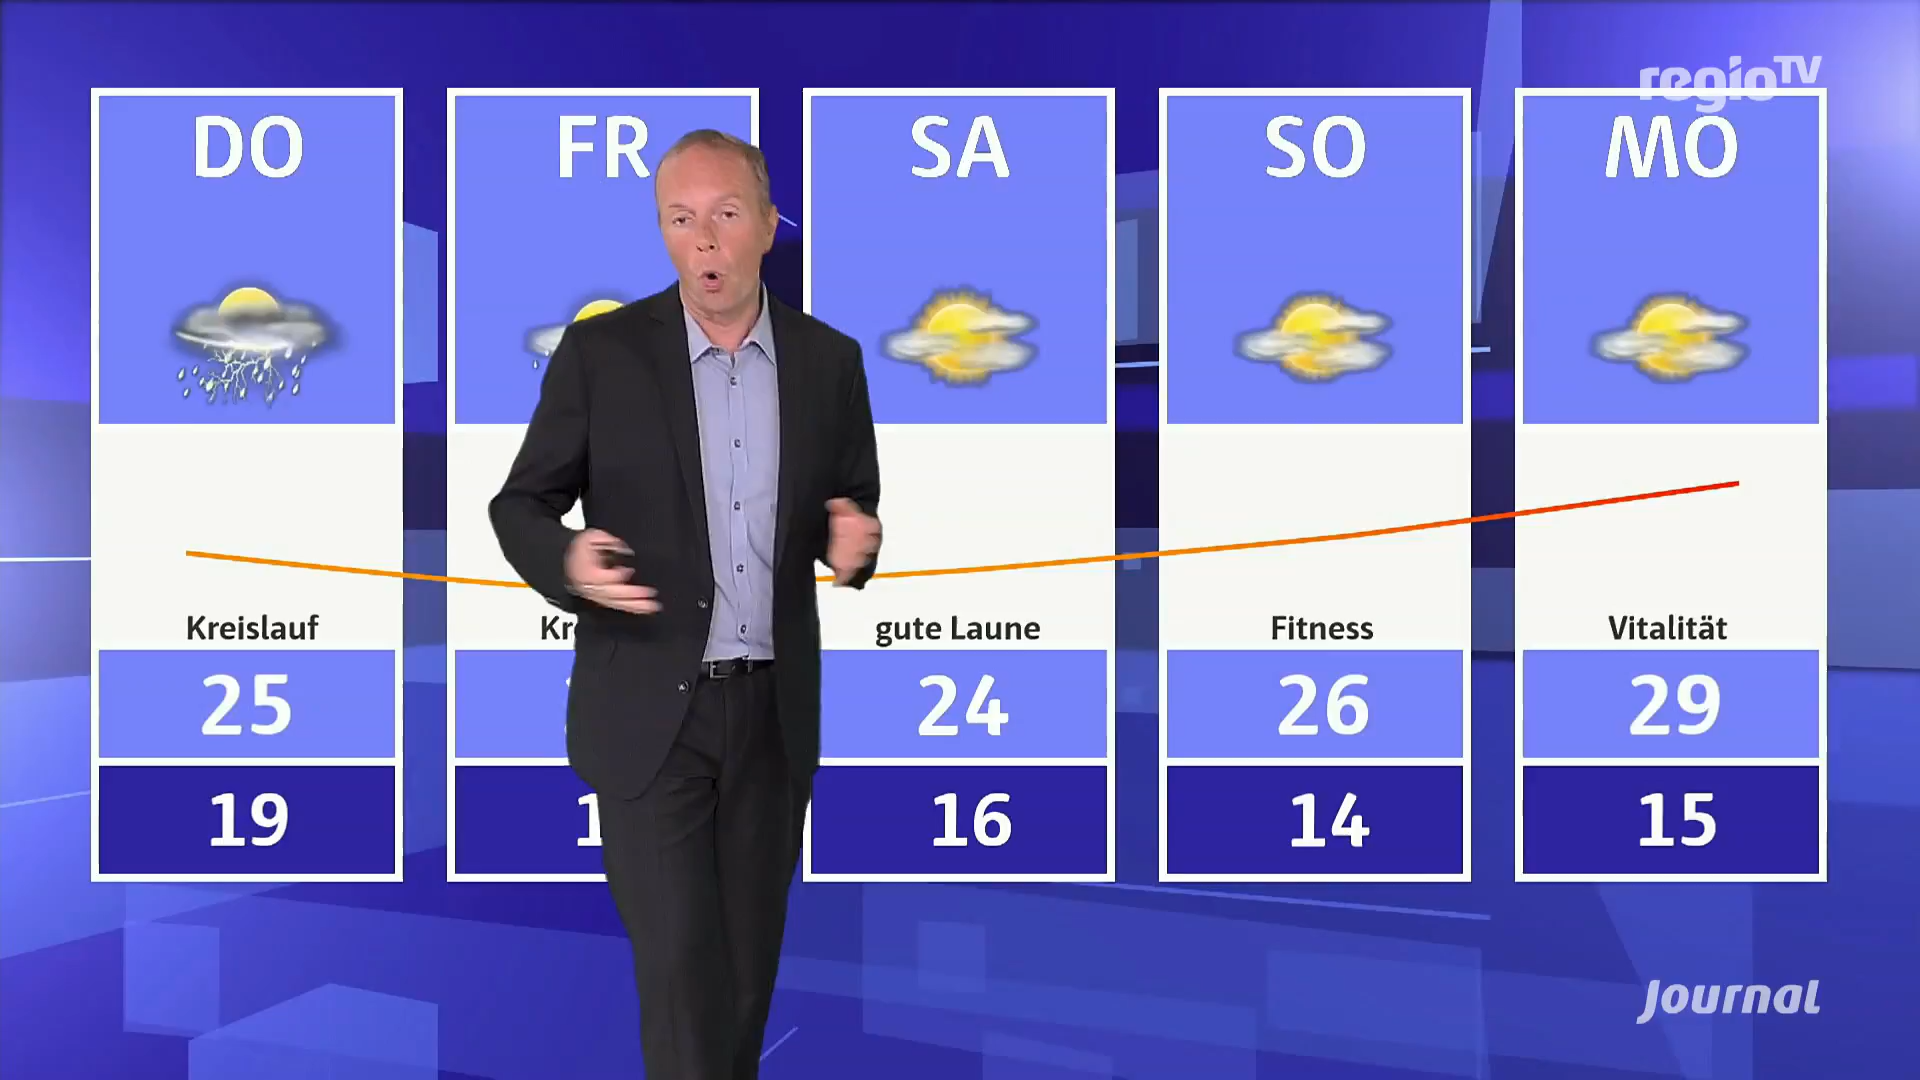 regioTV
DO
FR
SA
SO
MO
Kreislauf
gute Laune
Fitness
Vitalität
25
24
26
29
19
16
14
15
Journal